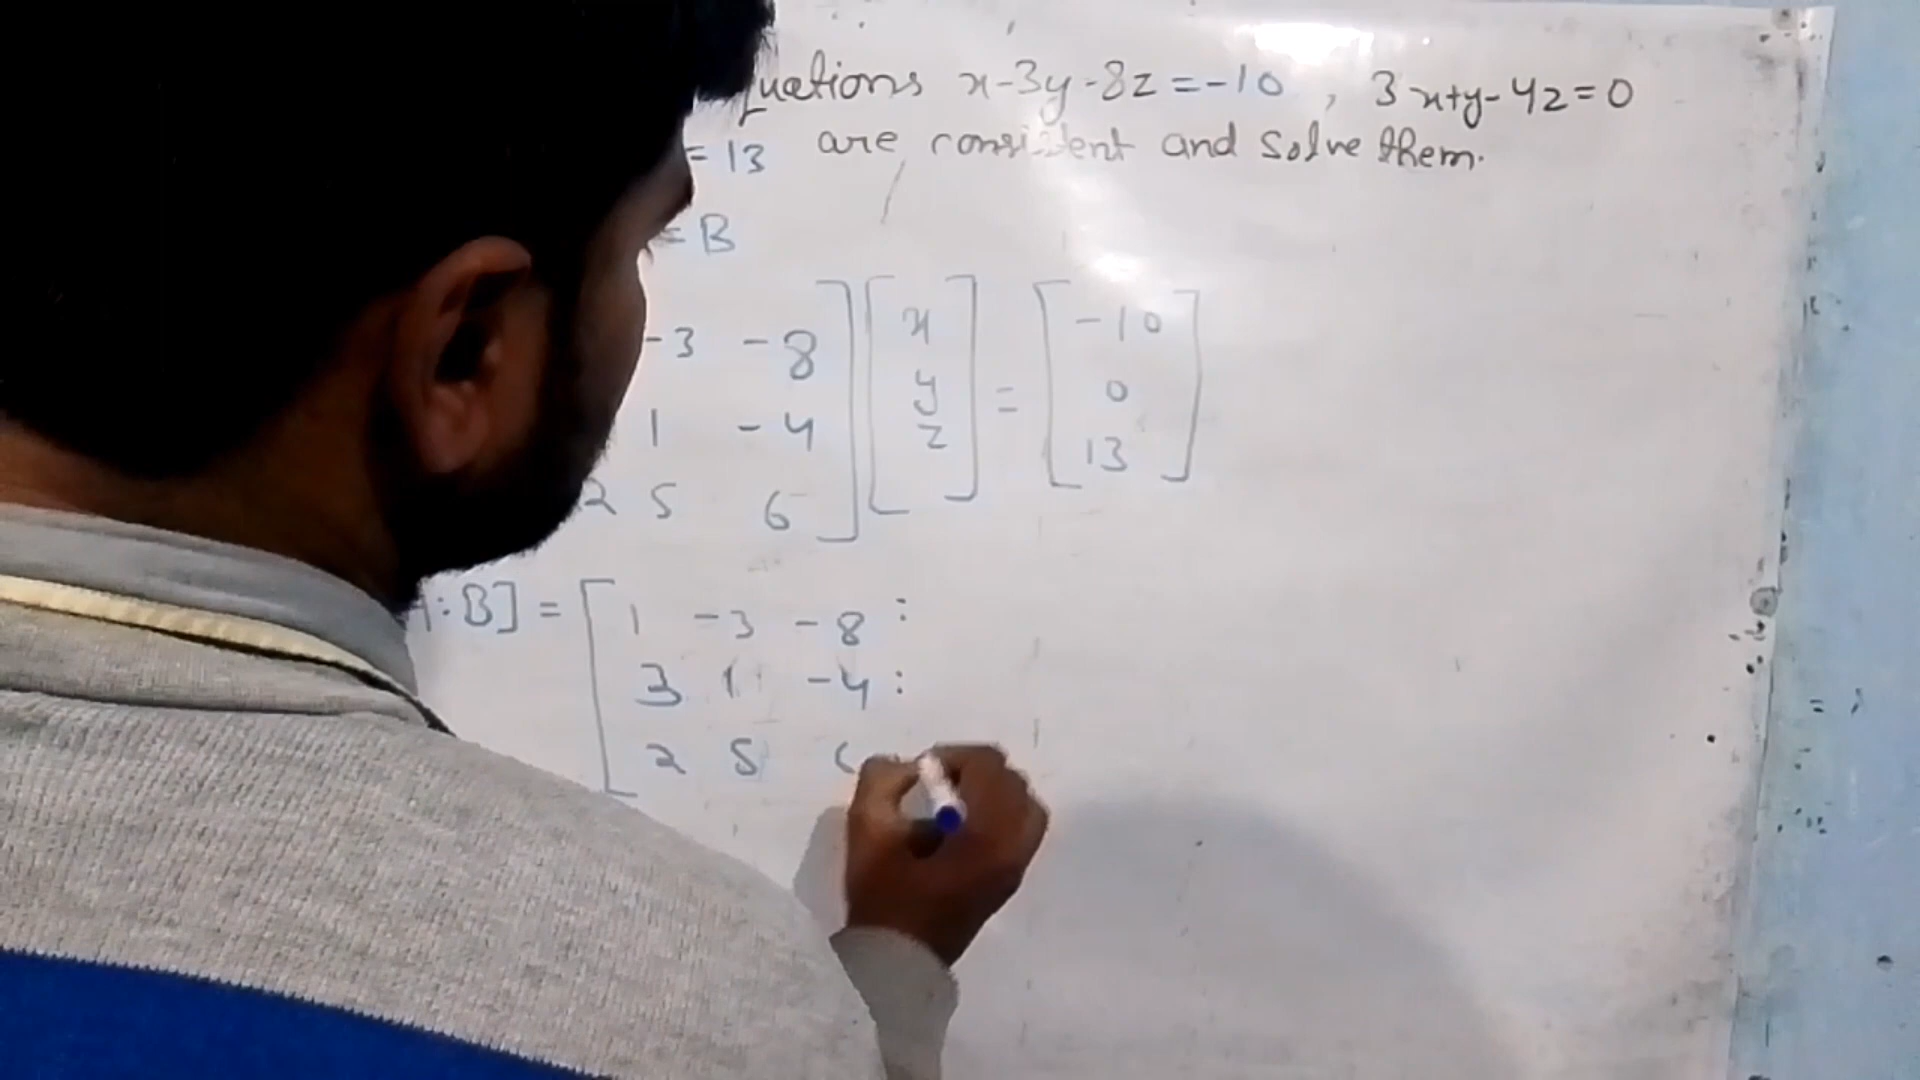 x-3y-8z=-10, 3x+y-4z=0
=13 are consistent and solve them.
=B
-3 -8
1 -4
2 5 6
[x y z] = [-10 0 13]
:B] = [1 -3 -8 :
3 1 -4 :
2 5